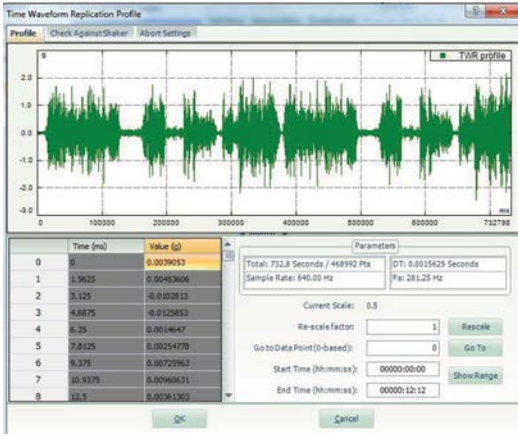 Time Waveform Replication Profile
Profile Check Against Shaker Abort Settings
g
TWR profile
2.0
1.0
0.0
-1.0
-2.0
-3.0
ms
0 100000 200000 300000 400000 500000 600000 732798
Time (ms) Value (g)
0 0 0.0039053
1 1.5625 0.00453606
2 3.125 -0.0102813
3 4.6875 -0.0125853
4 6.25 0.0014647
5 7.8125 0.00254778
6 9.375 0.00725963
7 10.9375 0.00960631
8 12.5 0.00361303
Parameters
Total: 732.8 Seconds / 468992 Pts DT: 0.0015625 Seconds
Sample Rate: 640.00 Hz Fa: 281.25 Hz
Current Scale: 0.5
Re-scale factor: 1 Rescale
Go to Data Point (0-based): 0 Go To
Start Time (hh:mm:ss): 00000:00:00
Show Range
End Time (hh:mm:ss): 00000:12:12
OK Cancel